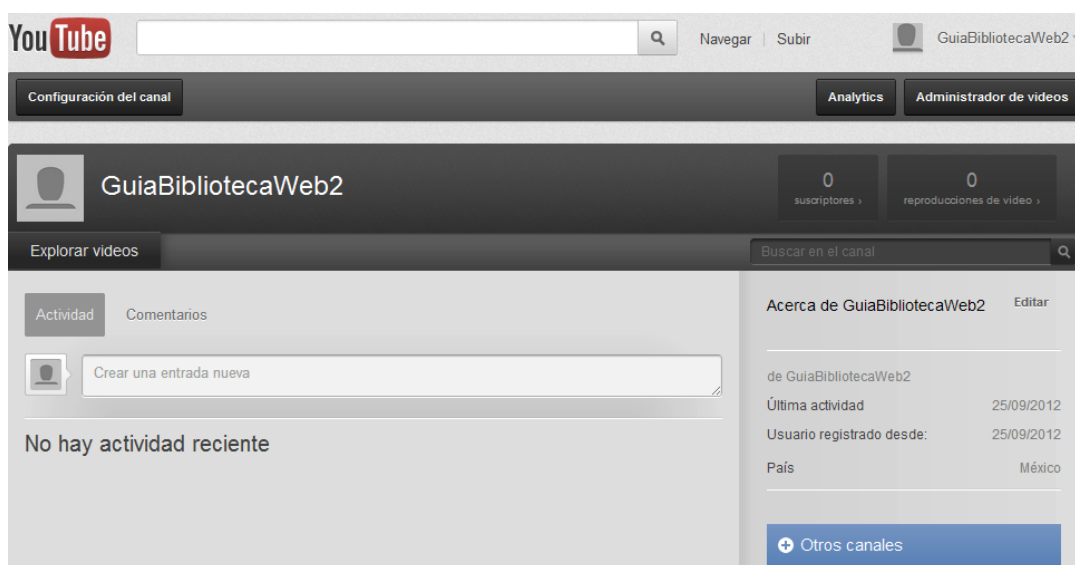 YouTube
Navegar | Subir GuiaBibliotecaWeb2
Configuración del canal Analytics Administrador de videos
GuiaBibliotecaWeb2
0 0
suscriptores › reproducciones de video ›
Explorar videos Buscar en el canal
Actividad Comentarios
Crear una entrada nueva
No hay actividad reciente
Acerca de GuiaBibliotecaWeb2 Editar
de GuiaBibliotecaWeb2
Última actividad 25/09/2012
Usuario registrado desde: 25/09/2012
País México
Otros canales